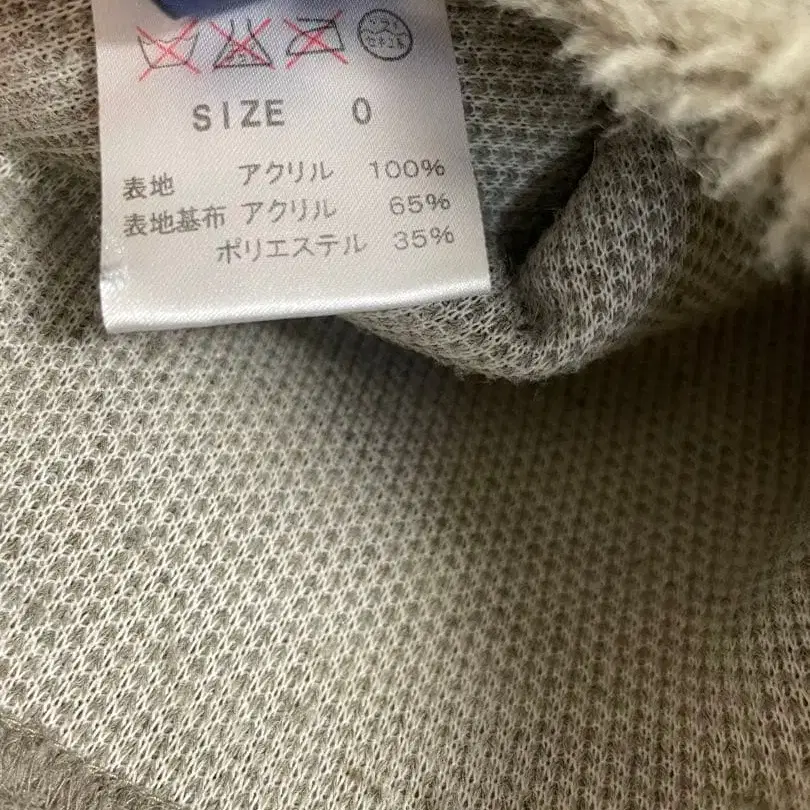 SIZE 0
表地 アクリル 100%
表地基布 アクリル 65%
ポリエステル 35%